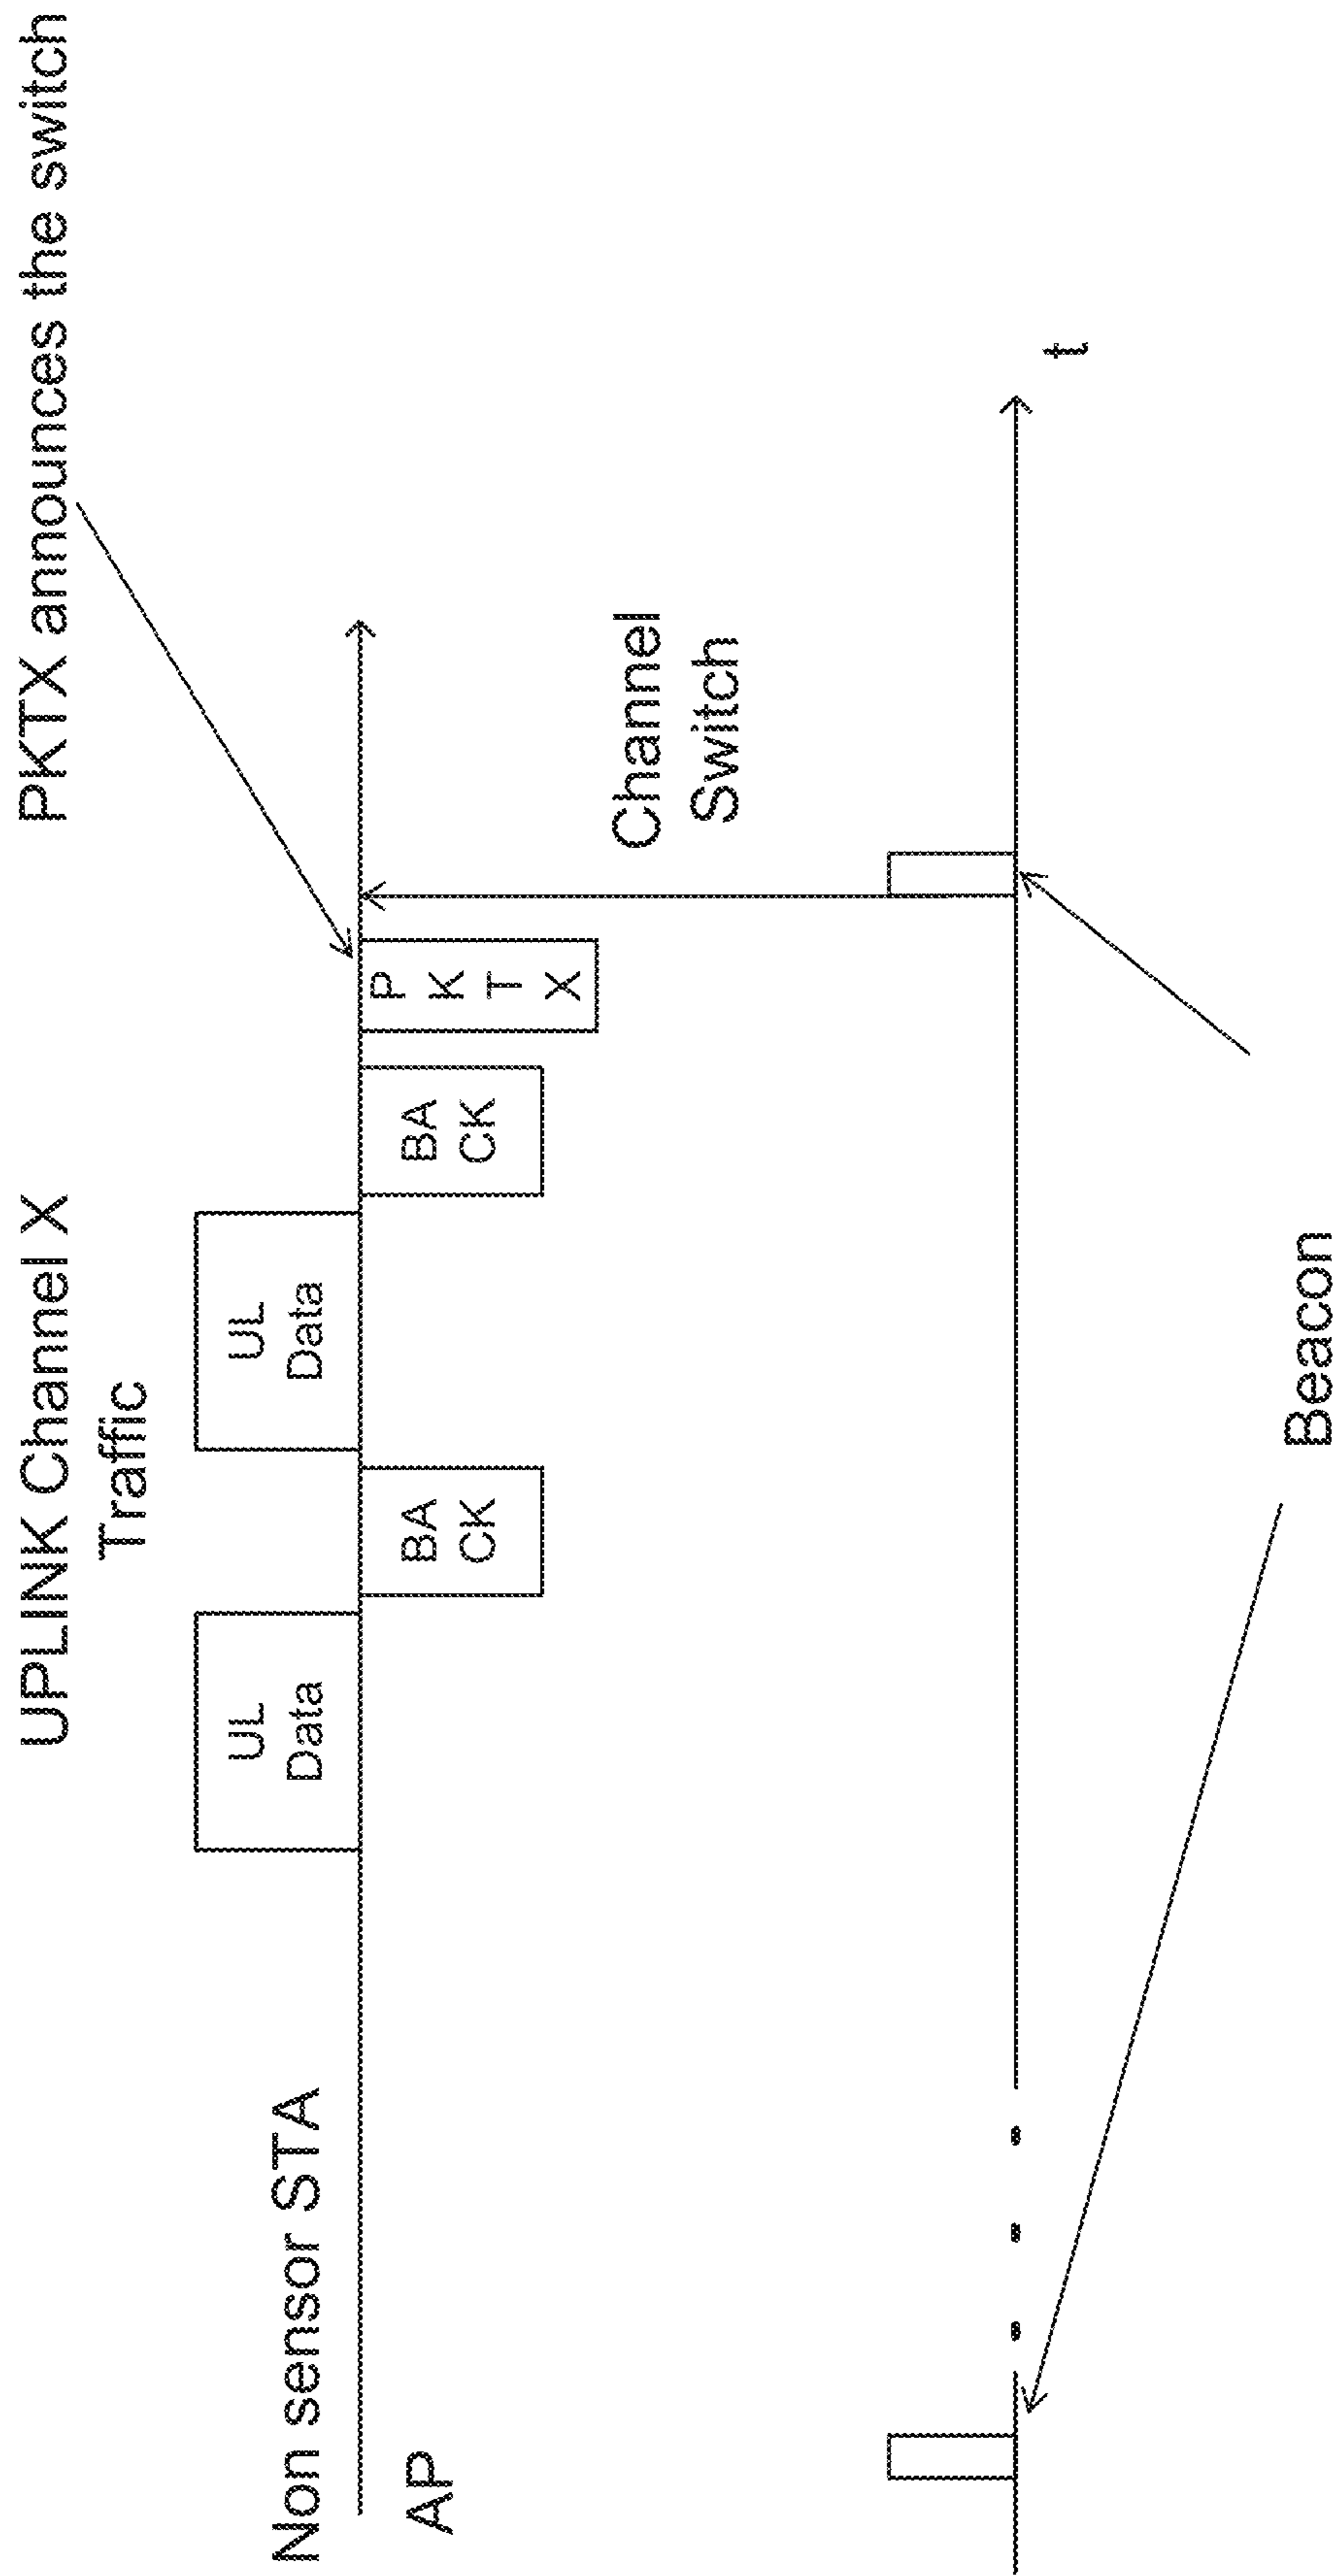 UPLINK Channel X
Traffic
PKTX announces the switch
Non sensor STA
UL
Data
UL
Data
AP
BA
CK
BA
CK
P
K
T
X
Channel
Switch
t
Beacon